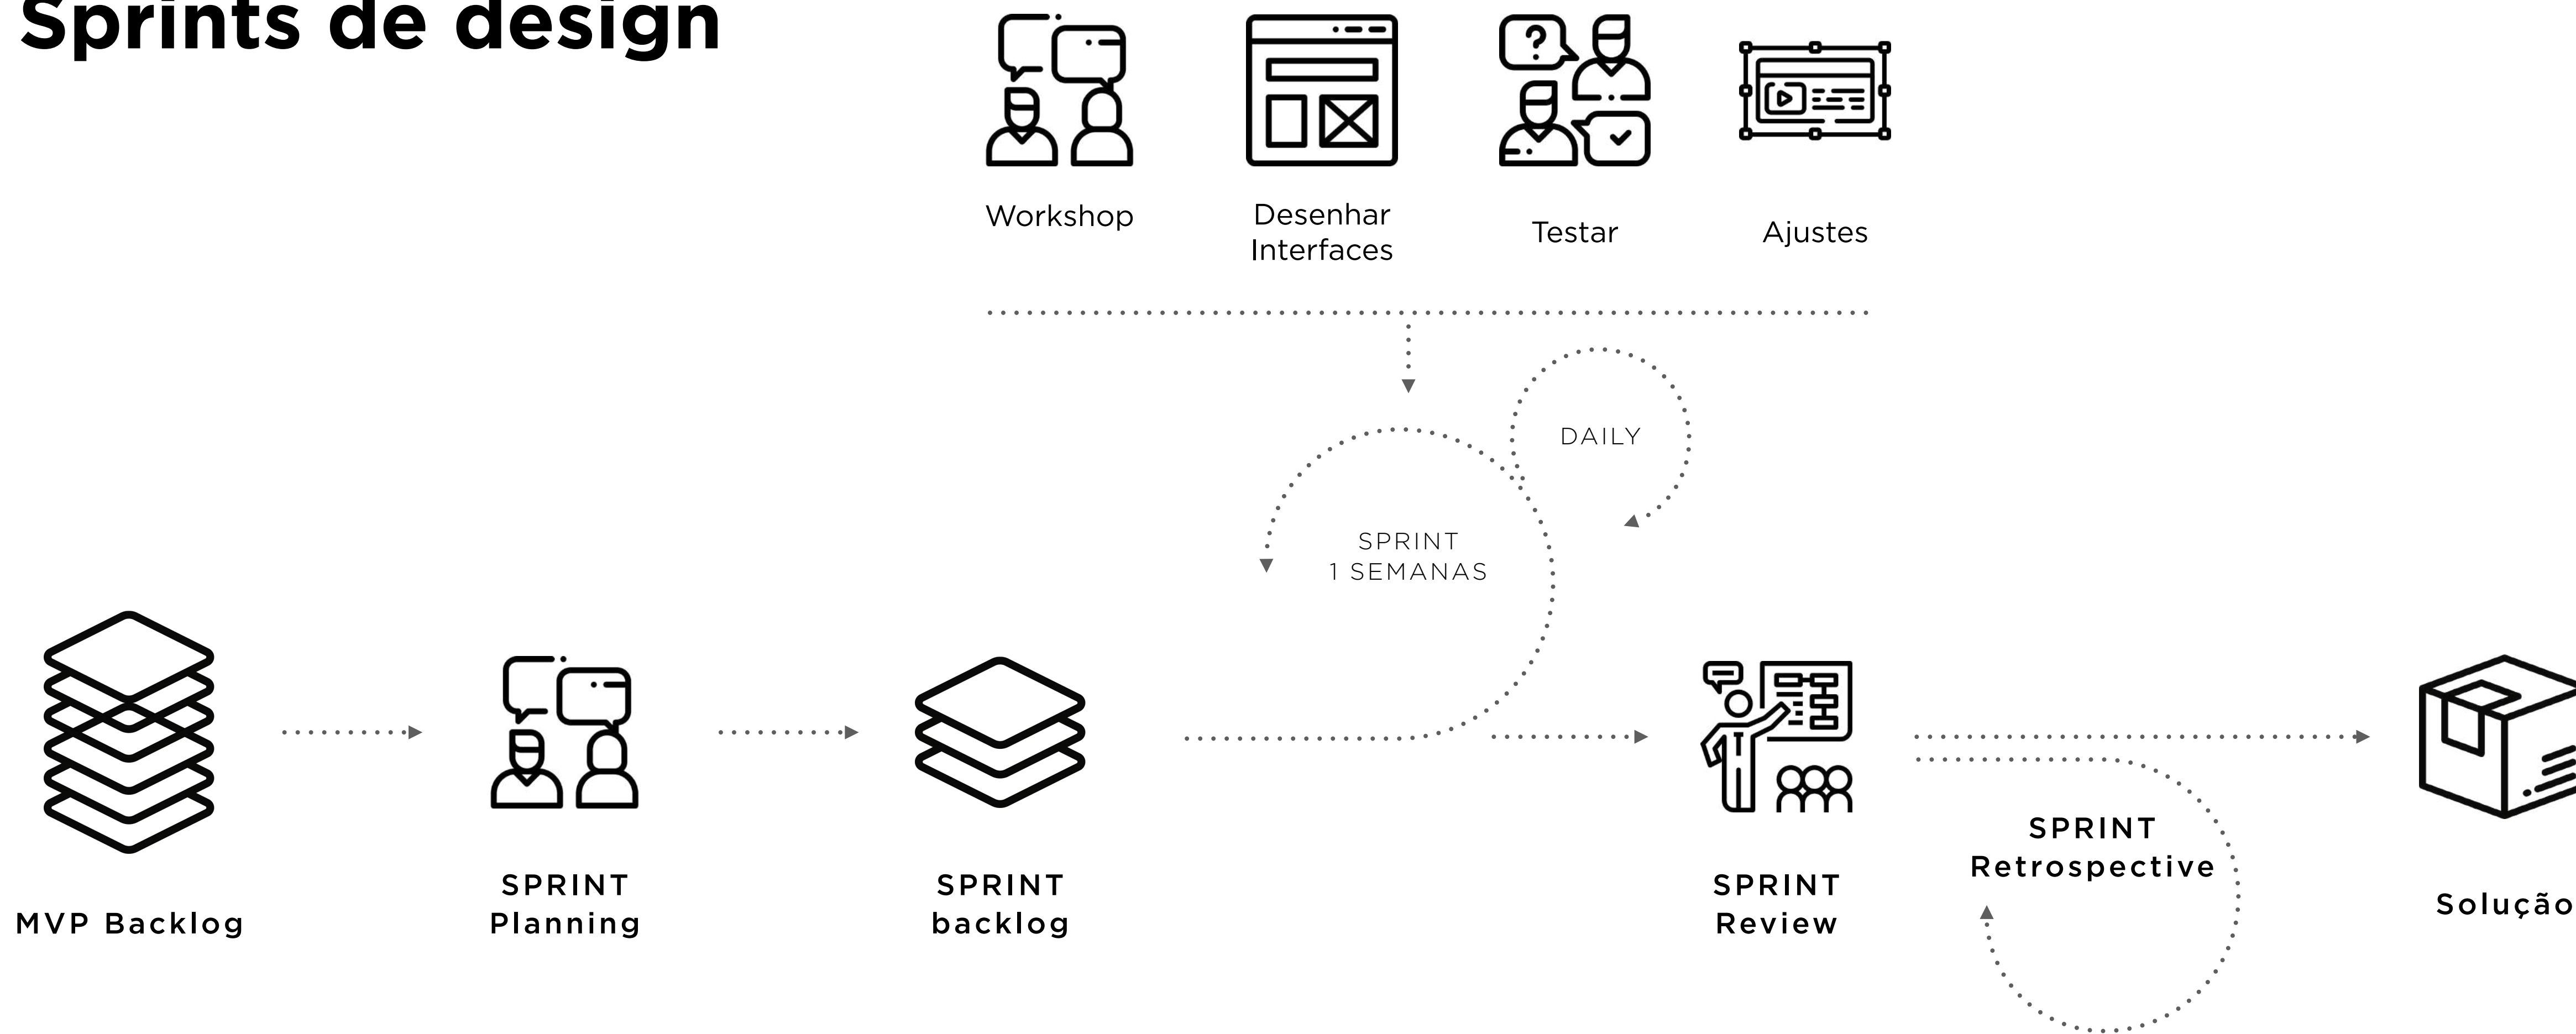 Sprints de design
Workshop
Desenhar
Interfaces
Testar
Ajustes
DAILY
SPRINT
1 SEMANAS
MVP Backlog
SPRINT
Planning
SPRINT
backlog
SPRINT
Review
SPRINT
Retrospective
Solução